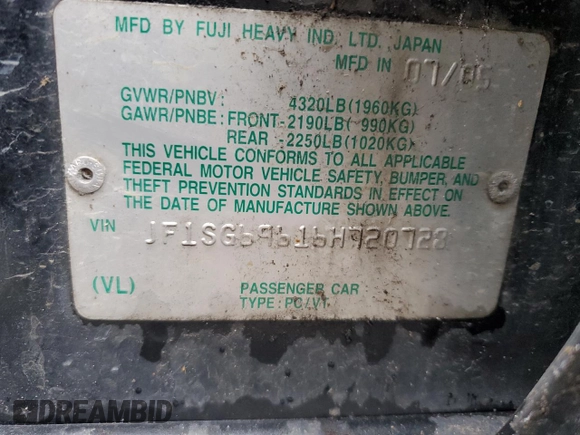 MFD BY FUJI HEAVY IND. LTD. JAPAN
MFD IN 07/05
GVWR/PNBV: 4320LB(1960KG)
GAWR/PNBE: FRONT-2190LB( 990KG)
REAR -2250LB(1020KG)
THIS VEHICLE CONFORMS TO ALL APPLICABLE
FEDERAL MOTOR VEHICLE SAFETY, BUMPER, AND
THEFT PREVENTION STANDARDS IN EFFECT ON
THE DATE OF MANUFACTURE SHOWN ABOVE.
VIN JF1SG69616H720728
(VL) PASSENGER CAR
TYPE: PC/V1
DREAMBID